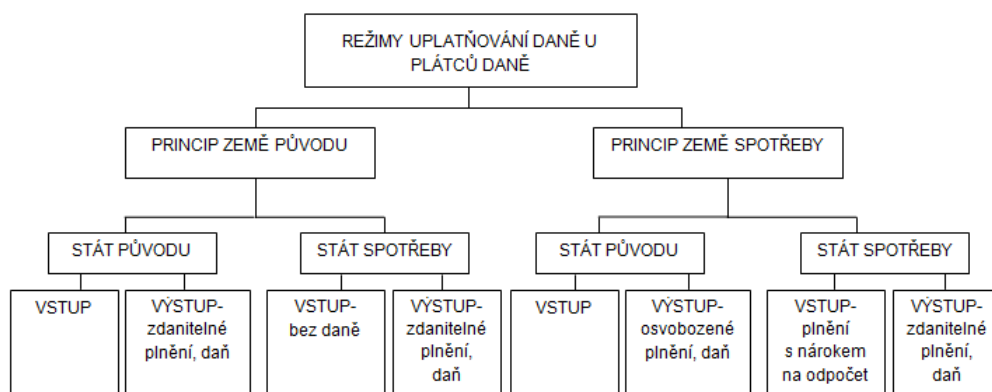 REŽIMY UPLATŇOVÁNÍ DANĚ U
PLÁTCŮ DANĚ
PRINCIP ZEMĚ PŮVODU
PRINCIP ZEMĚ SPOTŘEBY
STÁT PŮVODU
STÁT SPOTŘEBY
STÁT PŮVODU
STÁT SPOTŘEBY
VSTUP
VÝSTUP-
zdanitelné
plnění, daň
VSTUP-
bez daně
VÝSTUP-
zdanitelné
plnění,
daň
VSTUP
VÝSTUP-
osvobozené
plnění, daň
VSTUP-
plnění
s nárokem
na odpočet
VÝSTUP-
zdanitelné
plnění,
daň